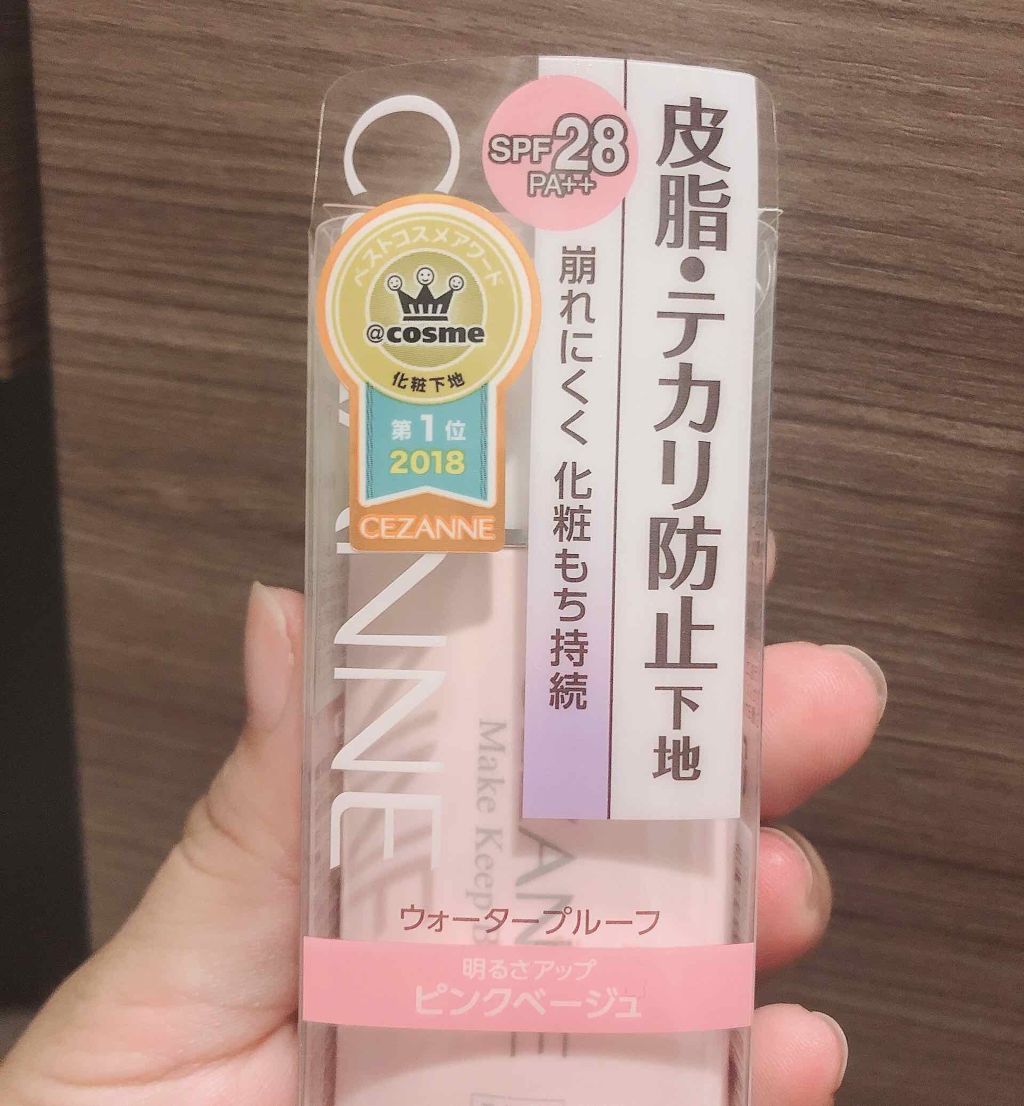 CEZANNE
SPF28
PA++
皮脂・テカリ防止下地
崩れにくく 化粧もち持続
ベストコスメアワード
@cosme
化粧下地
第1位
2018
CEZANNE
Make Keep
ウォータープルーフ
明るさアップ
ピンクベージュ